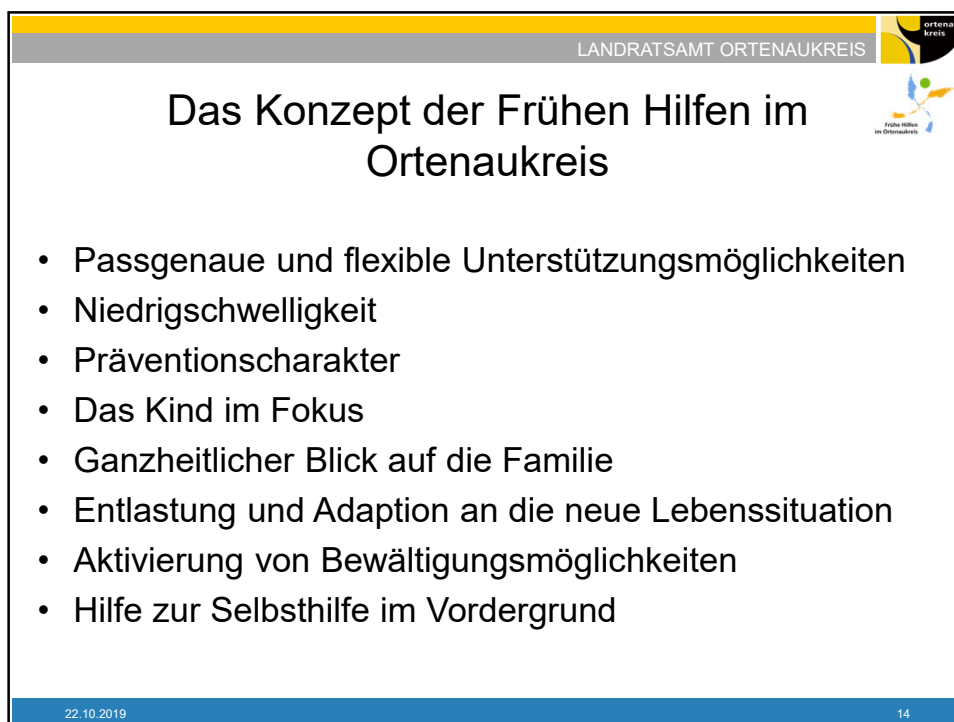 LANDRATSAMT ORTENAUKREIS
ortenau
kreis
Frühe Hilfen
im Ortenaukreis
Das Konzept der Frühen Hilfen im
Ortenaukreis
• Passgenaue und flexible Unterstützungsmöglichkeiten
• Niedrigschwelligkeit
• Präventionscharakter
• Das Kind im Fokus
• Ganzheitlicher Blick auf die Familie
• Entlastung und Adaption an die neue Lebenssituation
• Aktivierung von Bewältigungsmöglichkeiten
• Hilfe zur Selbsthilfe im Vordergrund
22.10.2019
14